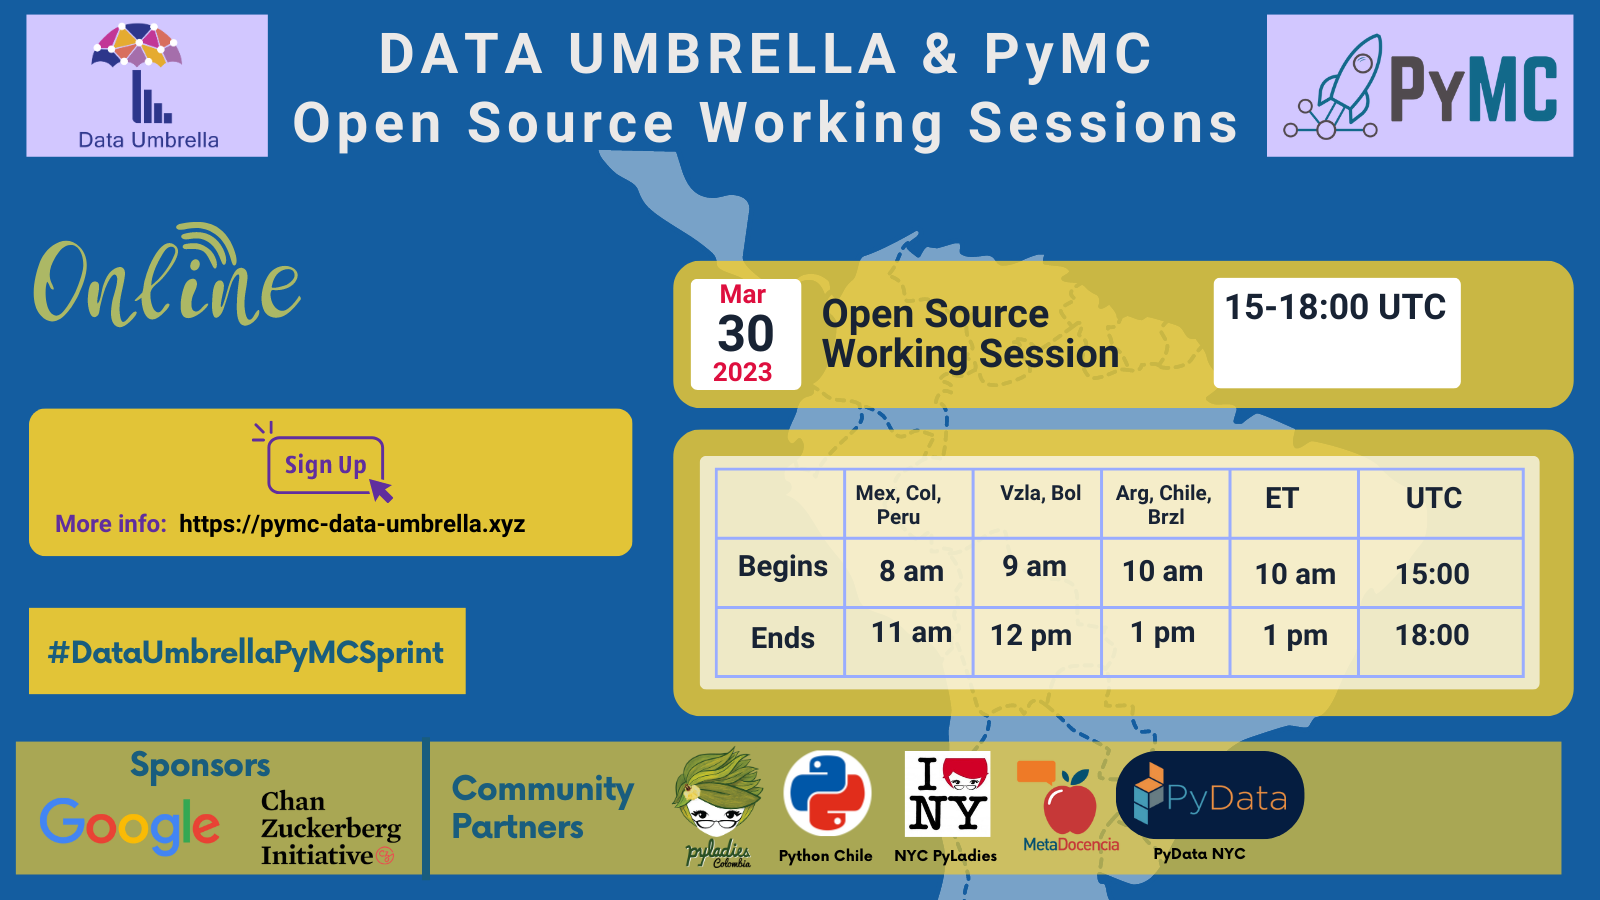 Data Umbrella
DATA UMBRELLA & PyMC
Open Source Working Sessions
PyMC
Online
Mar
30
2023
Open Source
Working Session
15-18:00 UTC
Sign Up
More info: https://pymc-data-umbrella.xyz
#DataUmbrellaPyMCSprint
Mex, Col, Peru Vzla, Bol Arg, Chile, Brzl ET UTC
Begins 8 am 9 am 10 am 10 am 15:00
Ends 11 am 12 pm 1 pm 1 pm 18:00
Sponsors
Google
Chan
Zuckerberg
Initiative
Community
Partners
pyladies
Colombia
Python Chile
I
NY
NYC PyLadies
MetaDocencia
PyData
PyData NYC